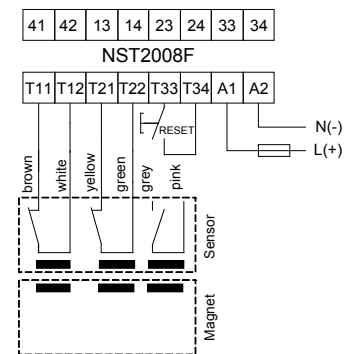 41 42 13 14 23 24 33 34
NST2008F
T11 T12 T21 T22 T33 T34 A1 A2
RESET
N(-)
L(+)
brown white yellow green grey pink
Sensor
Magnet